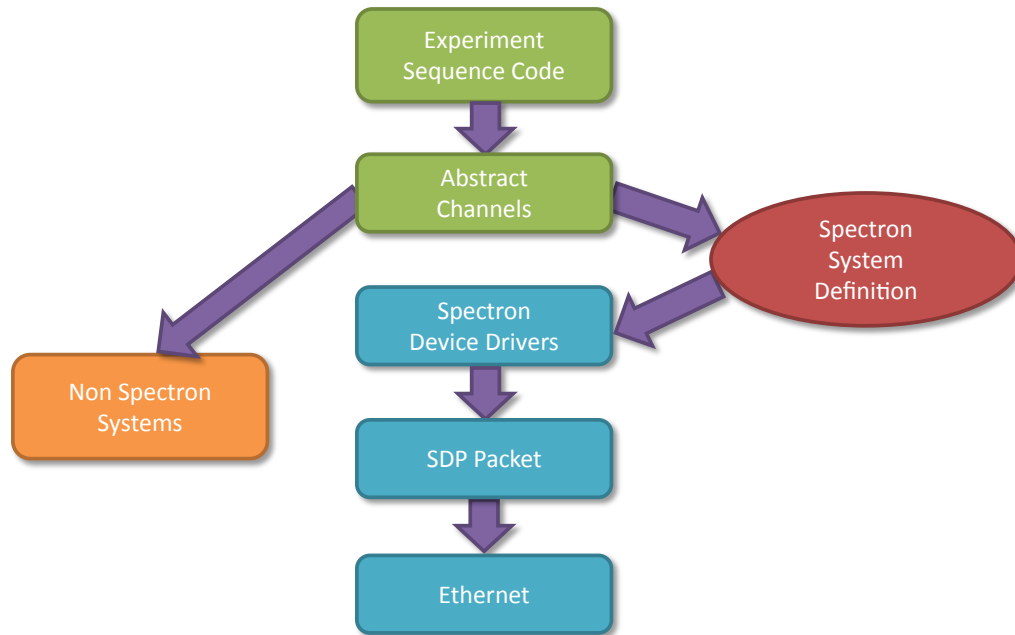 Experiment
Sequence Code
Abstract
Channels
Spectron
System
Definition
Spectron
Device Drivers
Non Spectron
Systems
SDP Packet
Ethernet